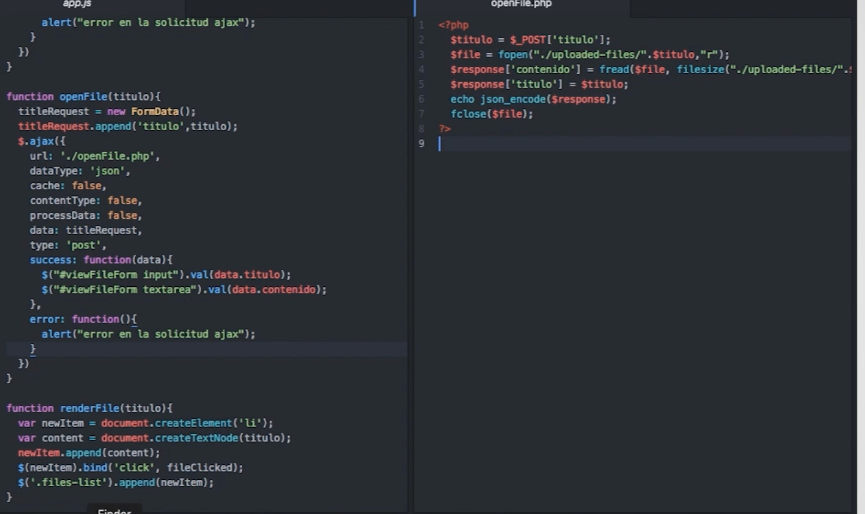 app.js
alert("error en la solicitud ajax");
}
})
}
function openFile(titulo){
titleRequest = new FormData();
titleRequest.append('titulo',titulo);
$.ajax({
url: './openFile.php',
dataType: 'json',
cache: false,
contentType: false,
processData: false,
data: titleRequest,
type: 'post',
success: function(data){
$("#viewFileForm input").val(data.titulo);
$("#viewFileForm textarea").val(data.contenido);
},
error: function(){
alert("error en la solicitud ajax");
}
})
}
function renderFile(titulo){
var newItem = document.createElement('li');
var content = document.createTextNode(titulo);
newItem.append(content);
$(newItem).bind('click', fileClicked);
$('.files-list').append(newItem);
}
Finder
openFile.php
1 <?php
2 $titulo = $_POST['titulo'];
3 $file = fopen("./uploaded-files/".$titulo,"r");
4 $response['contenido'] = fread($file, filesize("./uploaded-files/".$
5 $response['titulo'] = $titulo;
6 echo json_encode($response);
7 fclose($file);
8 ?>
9